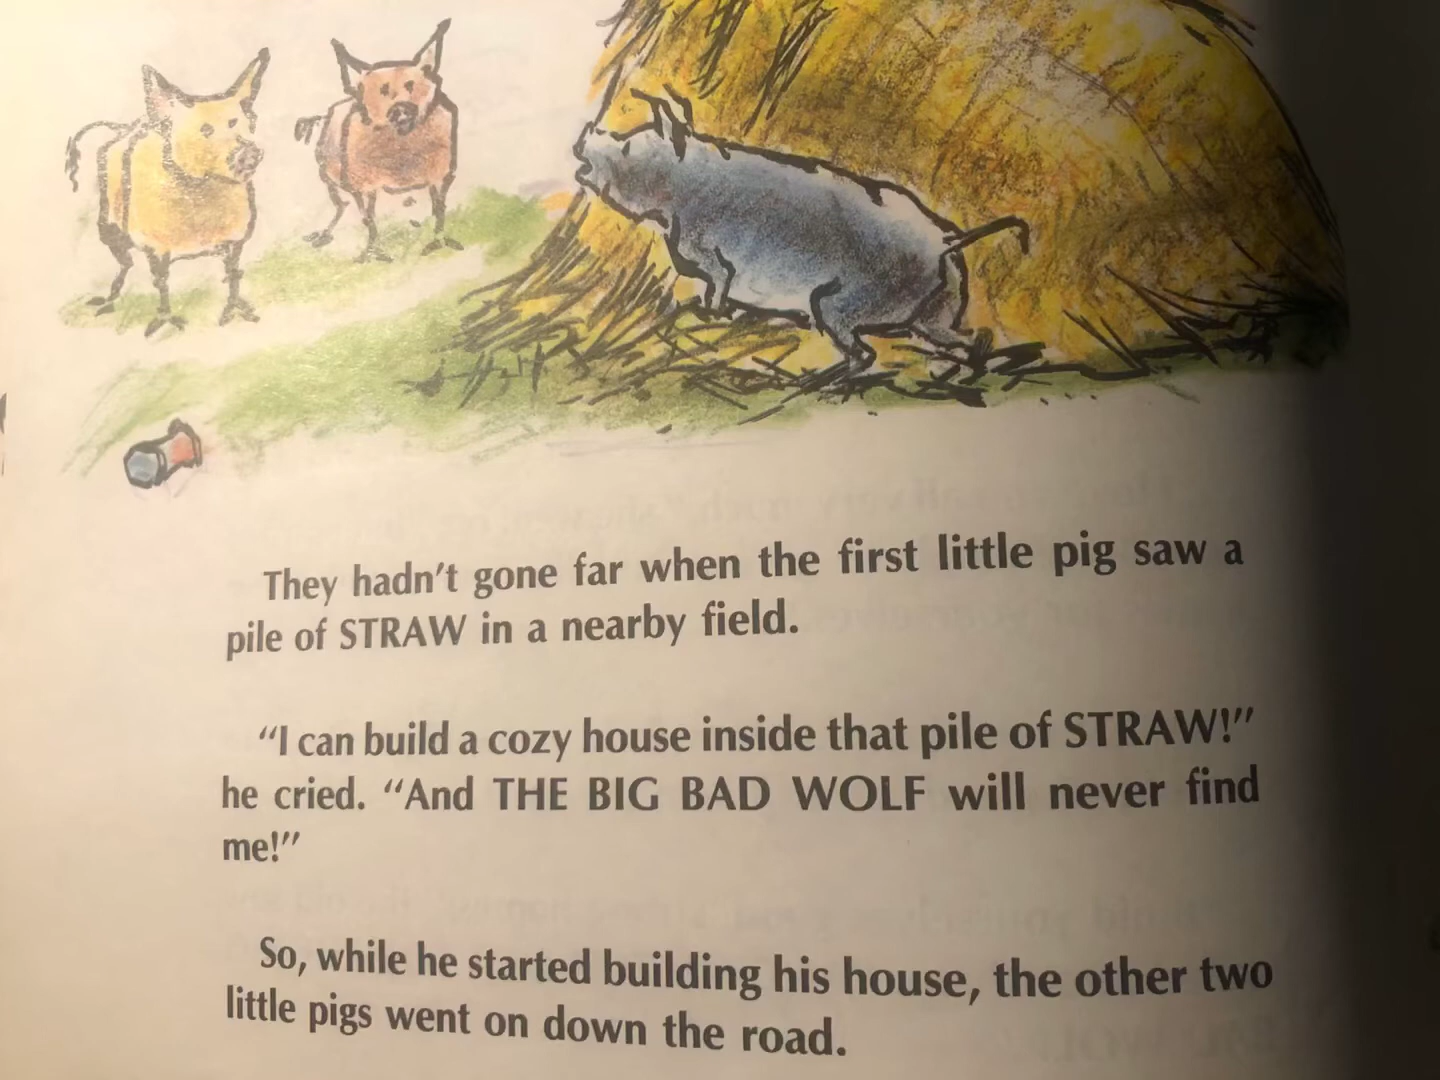 They hadn't gone far when the first little pig saw a
pile of STRAW in a nearby field.
“I can build a cozy house inside that pile of STRAW!”
he cried. “And THE BIG BAD WOLF will never find
me!”
So, while he started building his house, the other two
little pigs went on down the road.